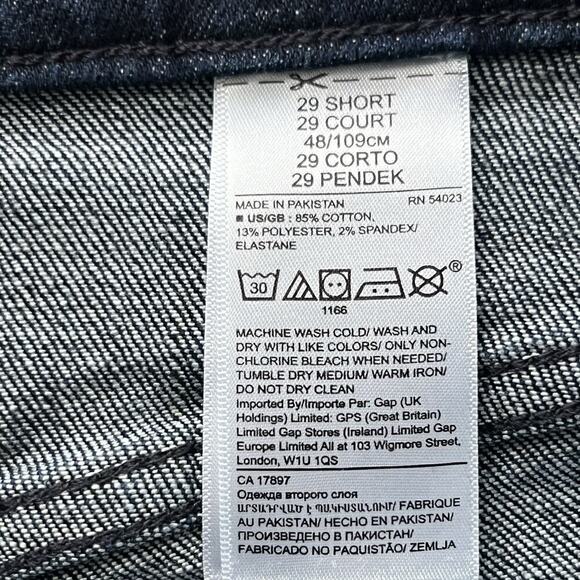 29 SHORT
29 COURT
48/109CM
29 CORTO
29 PENDEK
MADE IN PAKISTAN RN 54023
■ US/GB : 85% COTTON,
13% POLYESTER, 2% SPANDEX/
ELASTANE
30 ®
1166
MACHINE WASH COLD/ WASH AND
DRY WITH LIKE COLORS/ ONLY NON-
CHLORINE BLEACH WHEN NEEDED/
TUMBLE DRY MEDIUM/ WARM IRON/
DO NOT DRY CLEAN
Imported By/Importe Par: Gap (UK
Holdings) Limited: GPS (Great Britain)
Limited Gap Stores (Ireland) Limited Gap
Europe Limited All at 103 Wigmore Street,
London, W1U 1QS
CA 17897
Одежда второго слоя
ԱՐՏԱԴՐՎԱԾ Է ՊԱԿԻՍՏԱՆՈՒՄ/ FABRIQUE
AU PAKISTAN/ HECHO EN PAKISTAN/
ПРОИЗВЕДЕНО В ПАКИСТАН/
FABRICADO NO PAQUISTÃO/ ZEMLJA